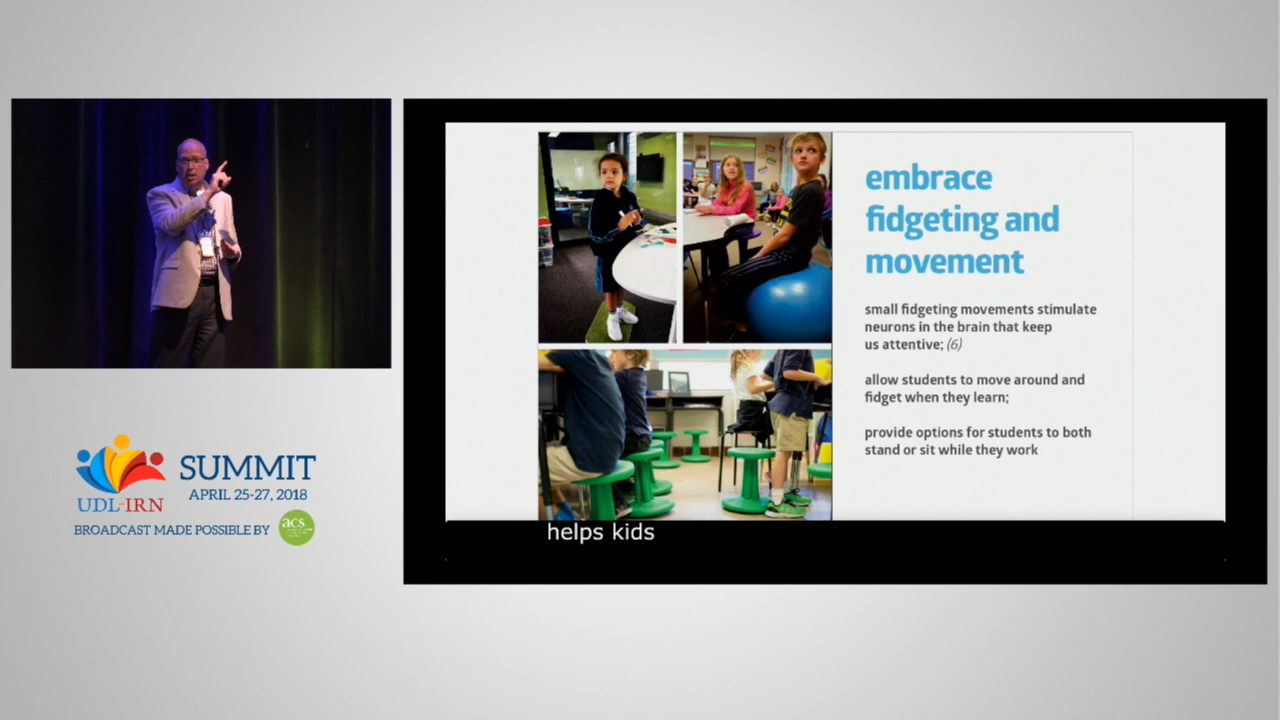 embrace
fidgeting and
movement
small fidgeting movements stimulate
neurons in the brain that keep
us attentive; (6)
allow students to move around and
fidget when they learn;
provide options for students to both
stand or sit while they work
helps kids
UDL-IRN
SUMMIT
APRIL 25-27, 2018
BROADCAST MADE POSSIBLE BY
acs